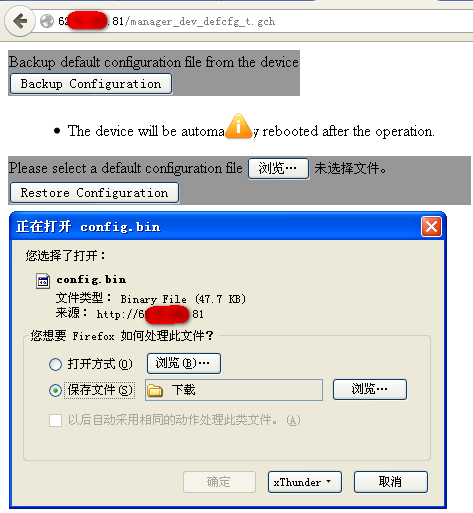 62 .81/manager_dev_defcfg_t.gch
Backup default configuration file from the device
Backup Configuration
The device will be automa y rebooted after the operation.
Please select a default configuration file 浏览… 未选择文件。
Restore Configuration
正在打开 config.bin
您选择了打开：
config.bin
文件类型： Binary File (47.7 KB)
来源： http://6 81
您想要 Firefox 如何处理此文件？
打开方式(O) 浏览(B)…
保存文件(S) 下载 浏览…
以后自动采用相同的动作处理此类文件。(A)
确定 xThunder 取消